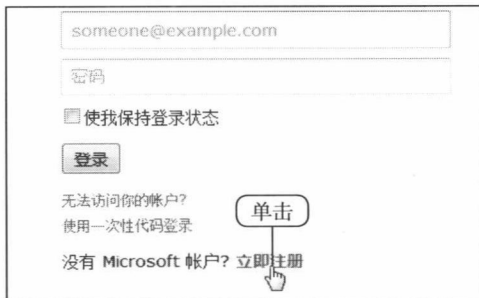 someone@example.com
密码
使我保持登录状态
登录
无法访问你的帐户?
使用一次性代码登录
单击
没有 Microsoft 帐户? 立即注册